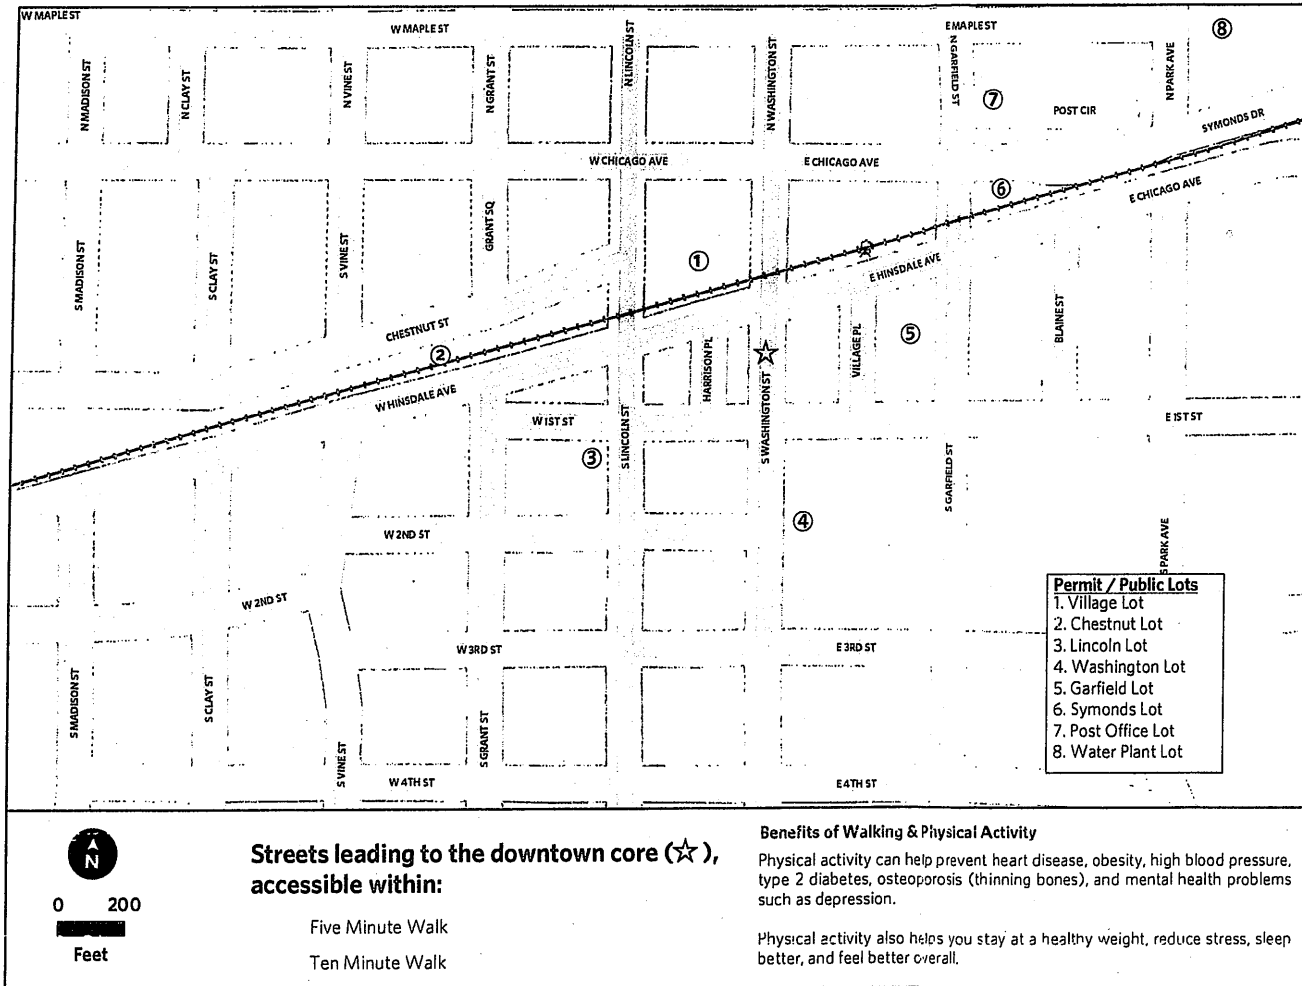 W MAPLE ST
W MAPLE ST
E MAPLE ST
8
N MADISON ST
N CLAY ST
N VINE ST
N GRANT ST
N LINCOLN ST
N WASHINGTON ST
N GARFIELD ST
N PARK AVE
7
POST CIR
SYMONDS DR
W CHICAGO AVE
E CHICAGO AVE
6
E CHICAGO AVE
S MADISON ST
S CLAY ST
S VINE ST
GRANT SQ
1
E HINSDALE AVE
CHESTNUT ST
2
W HINSDALE AVE
HARRISON PL
VILLAGE PL
5
BLAINE ST
W 1ST ST
E 1ST ST
S LINCOLN ST
S WASHINGTON ST
3
S GARFIELD ST
4
W 2ND ST
S PARK AVE
W 2ND ST
W 3RD ST
E 3RD ST
S MADISON ST
S CLAY ST
S VINE ST
S GRANT ST
W 4TH ST
E 4TH ST
Permit / Public Lots
1. Village Lot
2. Chestnut Lot
3. Lincoln Lot
4. Washington Lot
5. Garfield Lot
6. Symonds Lot
7. Post Office Lot
8. Water Plant Lot
N
0 200
Feet
Streets leading to the downtown core (☆),
accessible within:
Five Minute Walk
Ten Minute Walk
Benefits of Walking & Physical Activity
Physical activity can help prevent heart disease, obesity, high blood pressure,
type 2 diabetes, osteoporosis (thinning bones), and mental health problems
such as depression.
Physical activity also helps you stay at a healthy weight, reduce stress, sleep
better, and feel better overall.